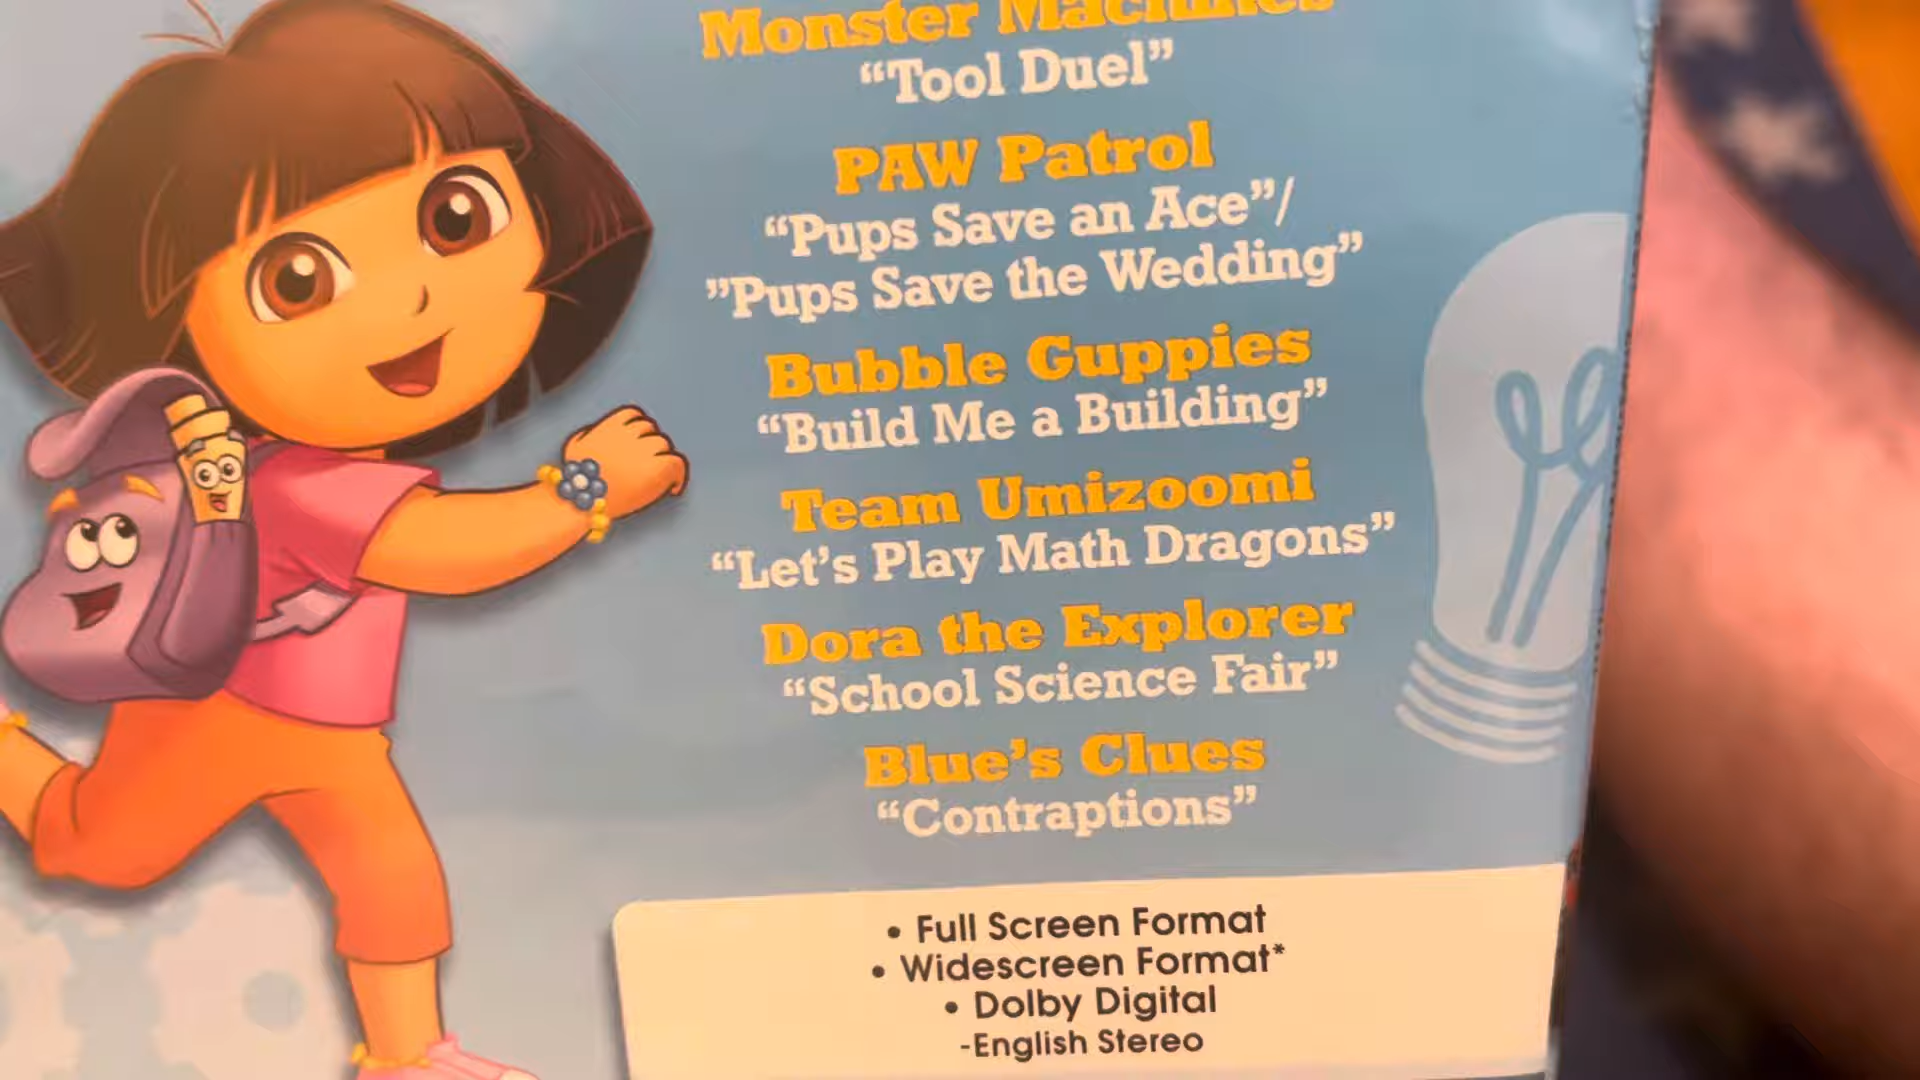 Monster Machines
“Tool Duel”
PAW Patrol
“Pups Save an Ace”/
”Pups Save the Wedding”
Bubble Guppies
“Build Me a Building”
Team Umizoomi
“Let’s Play Math Dragons”
Dora the Explorer
“School Science Fair”
Blue’s Clues
“Contraptions”
• Full Screen Format
• Widescreen Format*
• Dolby Digital
-English Stereo